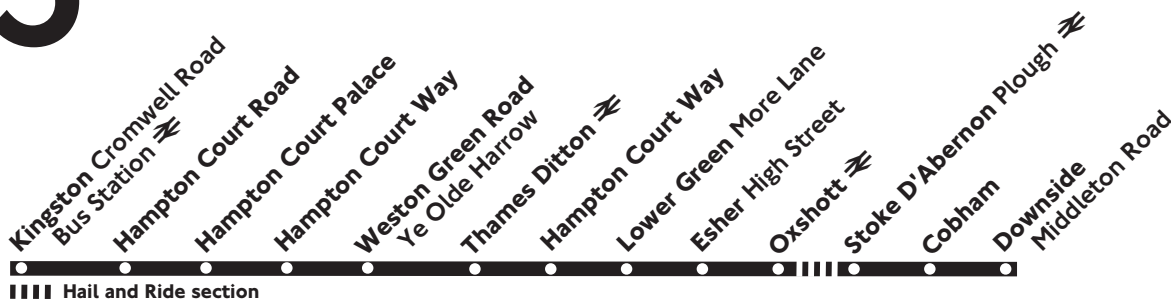 Kingston Cromwell Road
Bus Station
Hampton Court Road
Hampton Court Palace
Hampton Court Way
Weston Green Road
Ye Olde Harrow
Thames Ditton
Hampton Court Way
Lower Green More Lane
Esher High Street
Oxshott
Stoke D'Abernon Plough
Cobham
Downside
Middleton Road
Hail and Ride section